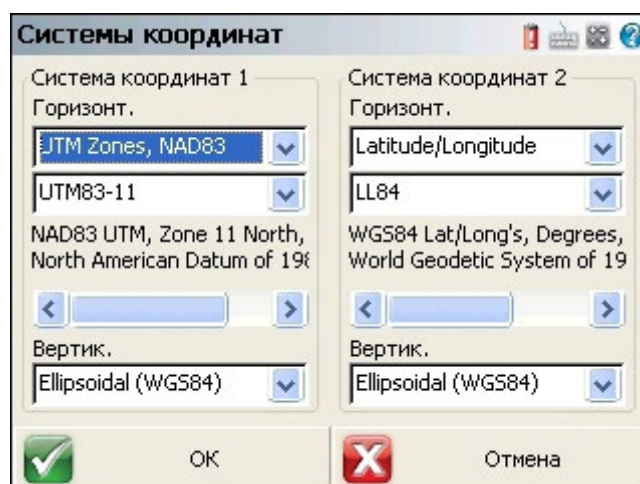 Системы координат
Система координат 1
Горизонт.
UTM Zones, NAD83
UTM83-11
NAD83 UTM, Zone 11 North,
North American Datum of 198
Вертик.
Ellipsoidal (WGS84)
Система координат 2
Горизонт.
Latitude/Longitude
LL84
WGS84 Lat/Long's, Degrees,
World Geodetic System of 19
Вертик.
Ellipsoidal (WGS84)
ОК
Отмена